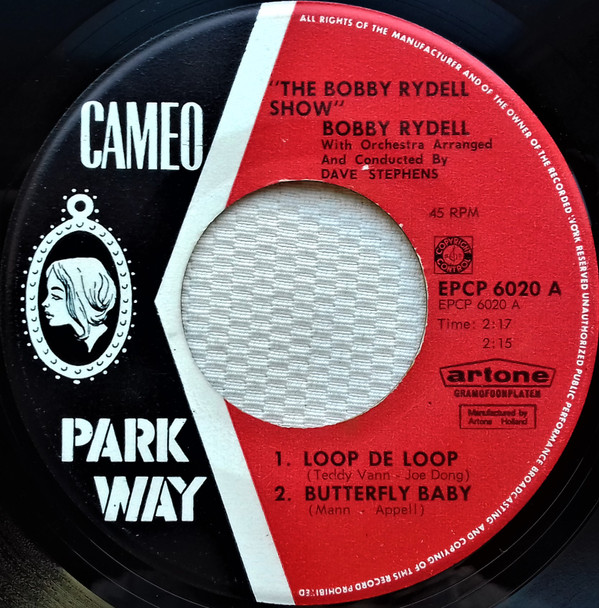 CAMEO
PARK
WAY
"THE BOBBY RYDELL
SHOW"
BOBBY RYDELL
With Orchestra Arranged
And Conducted By
DAVE STEPHENS
45 RPM
COPYRIGHT
CONTROL
EPCP 6020 A
EPCP 6020 A
Time: 2:17
2:15
artone
GRAMOFOONPLATEN
Manufactured by
Artone Holland
1. LOOP DE LOOP
(Teddy Vann - Joe Dong)
2. BUTTERFLY BABY
(Mann - Appell)
ALL RIGHTS OF THE MANUFACTURER AND OF THE OWNER OF THE RECORDED WORK RESERVED UNAUTHORIZED PUBLIC PERFORMANCE BROADCASTING AND COPYING OF THIS RECORD PROHIBITED